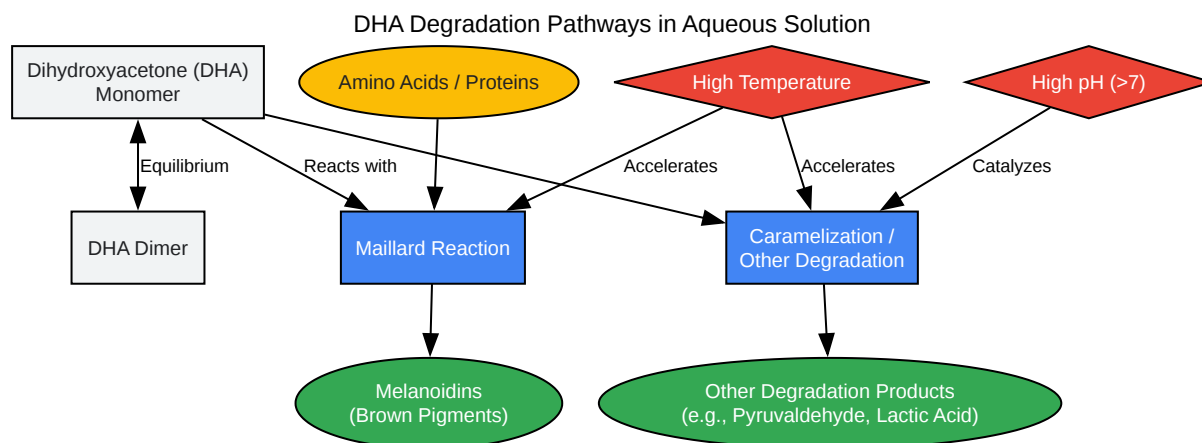 DHA Degradation Pathways in Aqueous Solution
Dihydroxyacetone (DHA)
Monomer
Amino Acids / Proteins
High Temperature
High pH (>7)
Equilibrium
Reacts with
Accelerates
Accelerates
Catalyzes
DHA Dimer
Maillard Reaction
Caramelization /
Other Degradation
Melanoidins
(Brown Pigments)
Other Degradation Products
(e.g., Pyruvaldehyde, Lactic Acid)